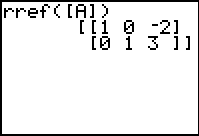 rref([A])
[[1 0 -2]
[0 1 3 ]]